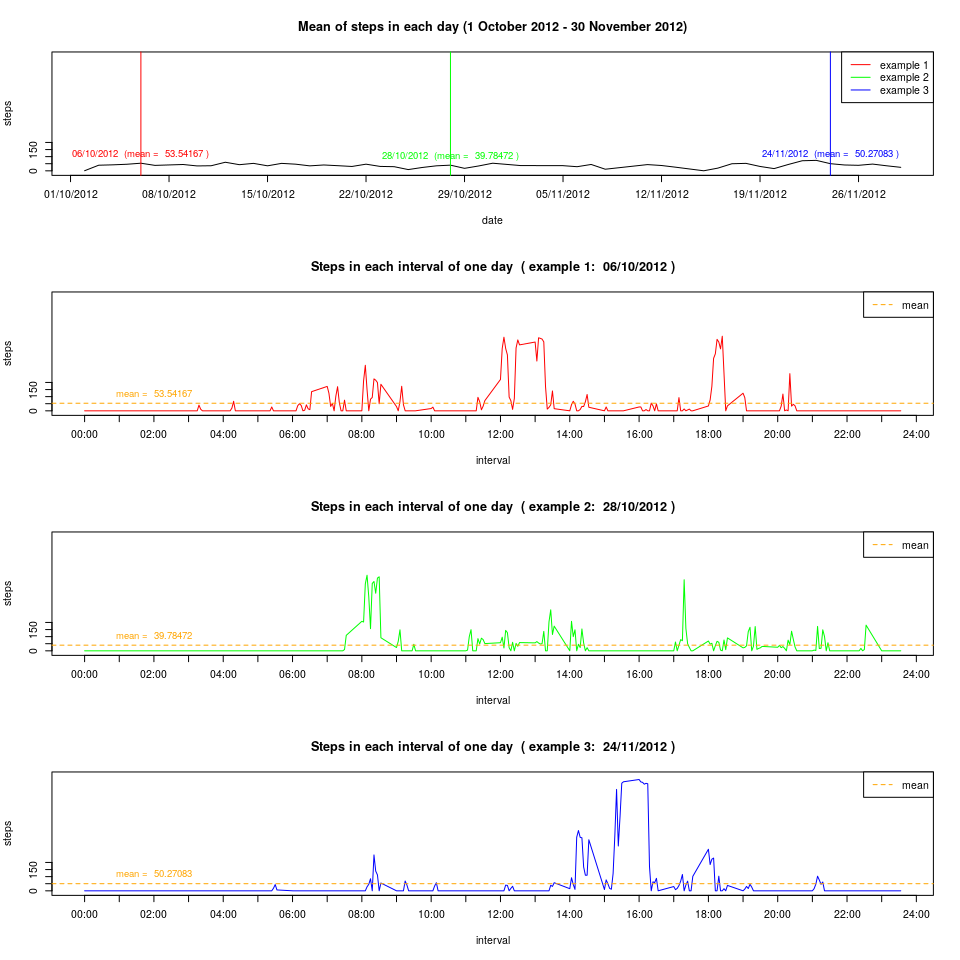 Mean of steps in each day (1 October 2012 - 30 November 2012)
steps
0 150
example 1
example 2
example 3
06/10/2012 (mean = 53.54167 )
28/10/2012 (mean = 39.78472 )
24/11/2012 (mean = 50.27083 )
01/10/2012 08/10/2012 15/10/2012 22/10/2012 29/10/2012 05/11/2012 12/11/2012 19/11/2012 26/11/2012
date
Steps in each interval of one day ( example 1: 06/10/2012 )
steps
0 150
mean
mean = 53.54167
00:00 02:00 04:00 06:00 08:00 10:00 12:00 14:00 16:00 18:00 20:00 22:00 24:00
interval
Steps in each interval of one day ( example 2: 28/10/2012 )
steps
0 150
mean
mean = 39.78472
00:00 02:00 04:00 06:00 08:00 10:00 12:00 14:00 16:00 18:00 20:00 22:00 24:00
interval
Steps in each interval of one day ( example 3: 24/11/2012 )
steps
0 150
mean
mean = 50.27083
00:00 02:00 04:00 06:00 08:00 10:00 12:00 14:00 16:00 18:00 20:00 22:00 24:00
interval